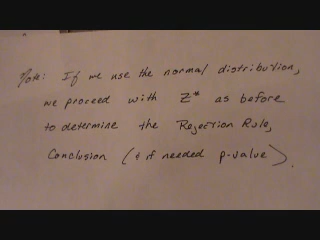 Note: If we use the normal distribution,
we proceed with Z* as before
to determine the Rejection Rule,
Conclusion (+ if needed p-value).